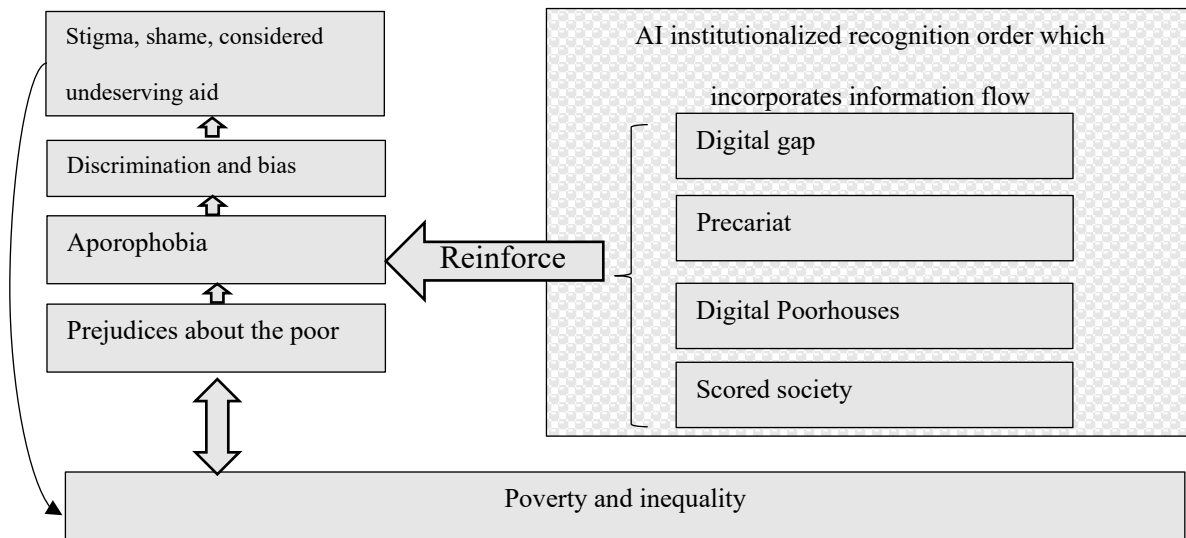 Stigma, shame, considered
undeserving aid
Discrimination and bias
Aporophobia
Prejudices about the poor
Reinforce
AI institutionalized recognition order which
incorporates information flow
Digital gap
Precariat
Digital Poorhouses
Scored society
Poverty and inequality